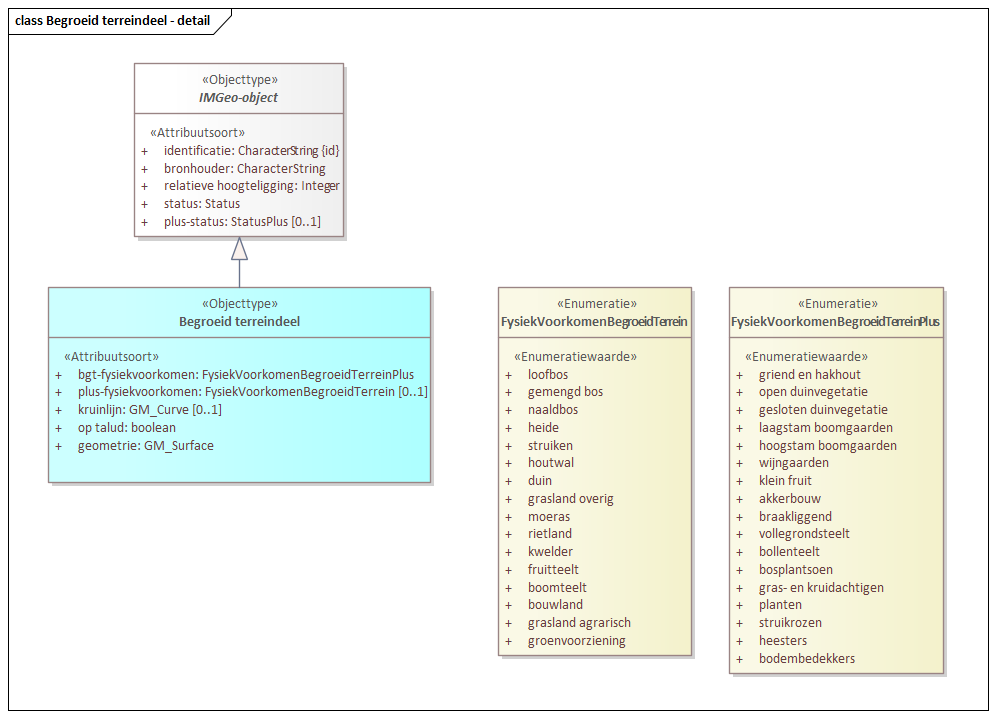 class Begroeid terreindeel - detail
«Objecttype»
IMGeo-object
«Attribuutsoort»
+ identificatie: CharacterString {id}
+ bronhouder: CharacterString
+ relatieve hoogteligging: Integer
+ status: Status
+ plus-status: StatusPlus [0..1]
«Objecttype»
Begroeid terreindeel
«Attribuutsoort»
+ bgt-fysiekvoorkomen: FysiekVoorkomenBegroeidTerreinPlus
+ plus-fysiekvoorkomen: FysiekVoorkomenBegroeidTerrein [0..1]
+ kruinlijn: GM_Curve [0..1]
+ op talud: boolean
+ geometrie: GM_Surface
«Enumeratie»
FysiekVoorkomenBegroeidTerrein
«Enumeratiewaarde»
+ loofbos
+ gemengd bos
+ naaldbos
+ heide
+ struiken
+ houtwal
+ duin
+ grasland overig
+ moeras
+ rietland
+ kwelder
+ fruitteelt
+ boomteelt
+ bouwland
+ grasland agrarisch
+ groenvoorziening
«Enumeratie»
FysiekVoorkomenBegroeidTerreinPlus
«Enumeratiewaarde»
+ griend en hakhout
+ open duinvegetatie
+ gesloten duinvegetatie
+ laagstam boomgaarden
+ hoogstam boomgaarden
+ wijngaarden
+ klein fruit
+ akkerbouw
+ braakliggend
+ vollegrondsteelt
+ bollenteelt
+ bosplantsoen
+ gras- en kruidachtigen
+ planten
+ struikrozen
+ heesters
+ bodembedekkers